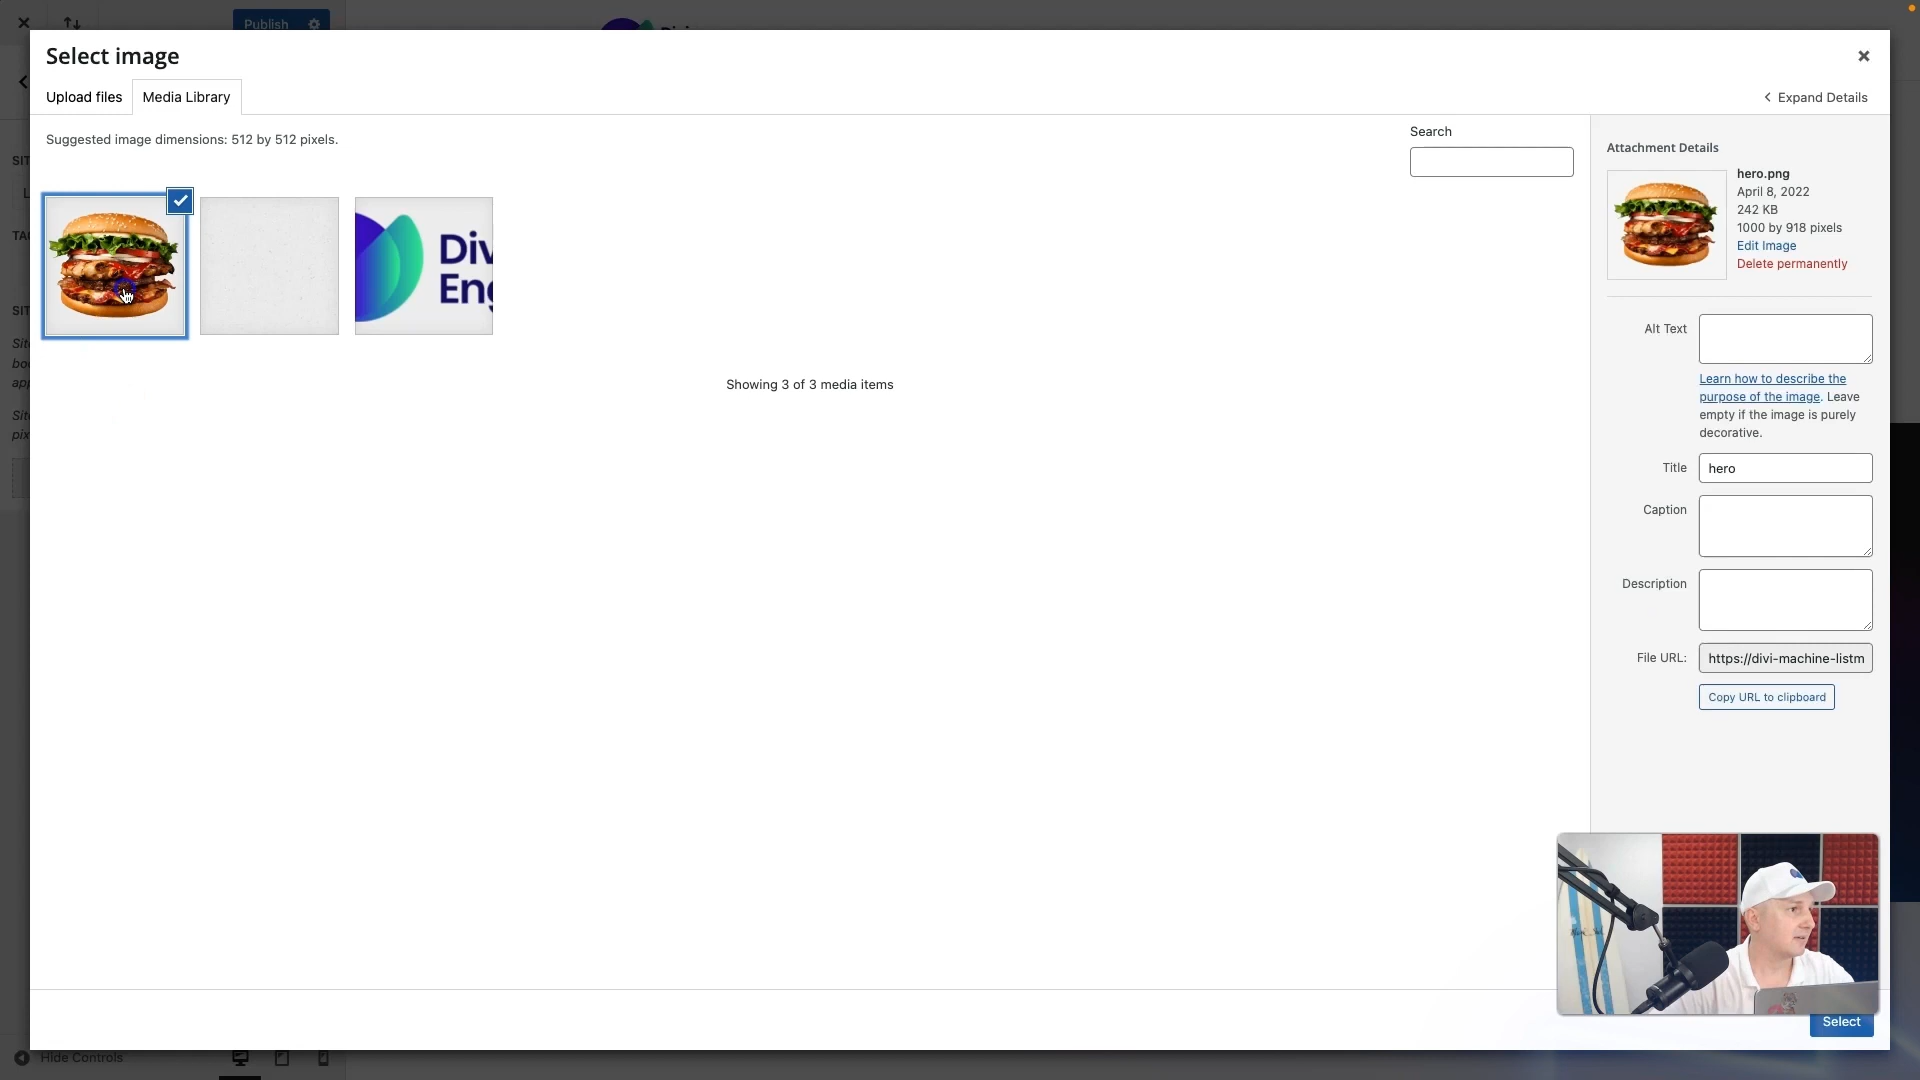 Publish
Select image
Upload files
Media Library
Expand Details
Suggested image dimensions: 512 by 512 pixels.
Search
Div
Eng
Showing 3 of 3 media items
Attachment Details
hero.png
April 8, 2022
242 KB
1000 by 918 pixels
Edit Image
Delete permanently
Alt Text
Learn how to describe the
purpose of the image. Leave
empty if the image is purely
decorative.
Title
hero
Caption
Description
File URL:
https://divi-machine-listm
Copy URL to clipboard
Select
Hide Controls